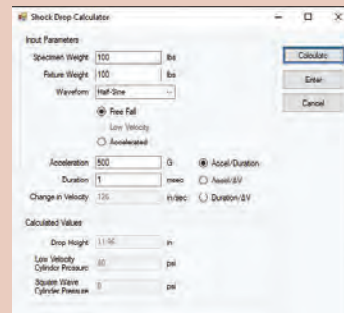 Shock Drop Calculator
Input Parameters
Specimen Weight 100 lbs
Fixture Weight 100 lbs
Waveform Half-Sine
Free Fall
Low Velocity
Accelerated
Acceleration 500 G Accel/Duration
Duration 1 msec Accel/ΔV
Change in Velocity in/sec Duration/ΔV
Calculate
Enter
Cancel
Calculated Values
Drop Height 11.96 in
Low Velocity
Cylinder Pressure psi
Square Wave
Cylinder Pressure 0 psi